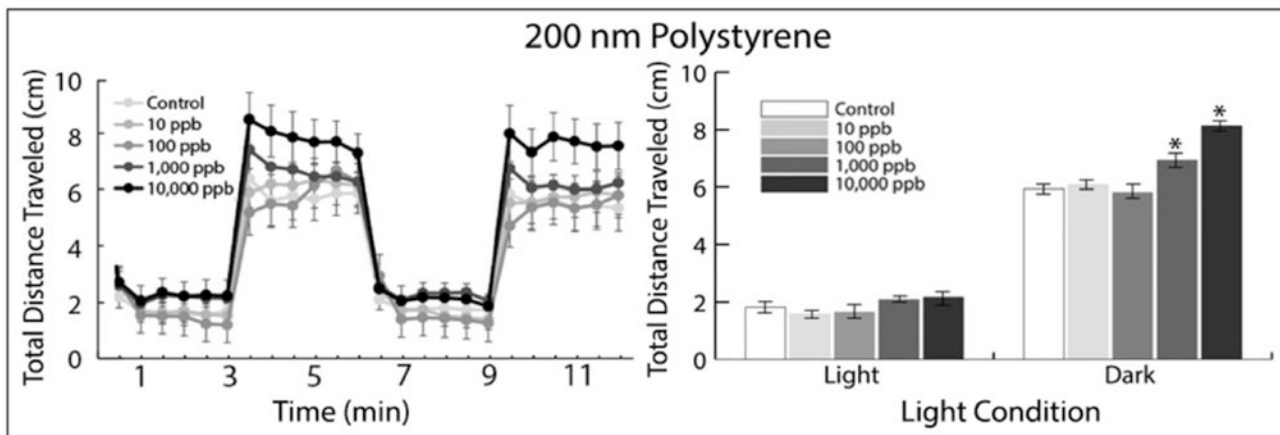 200 nm Polystyrene
Total Distance Traveled (cm)
10
8
6
4
2
0
Control
10 ppb
100 ppb
1,000 ppb
10,000 ppb
1 3 5 7 9 11
Time (min)
Total Distance Traveled (cm)
10
8
6
4
2
0
Control
10 ppb
100 ppb
1,000 ppb
10,000 ppb
* *
Light Dark
Light Condition